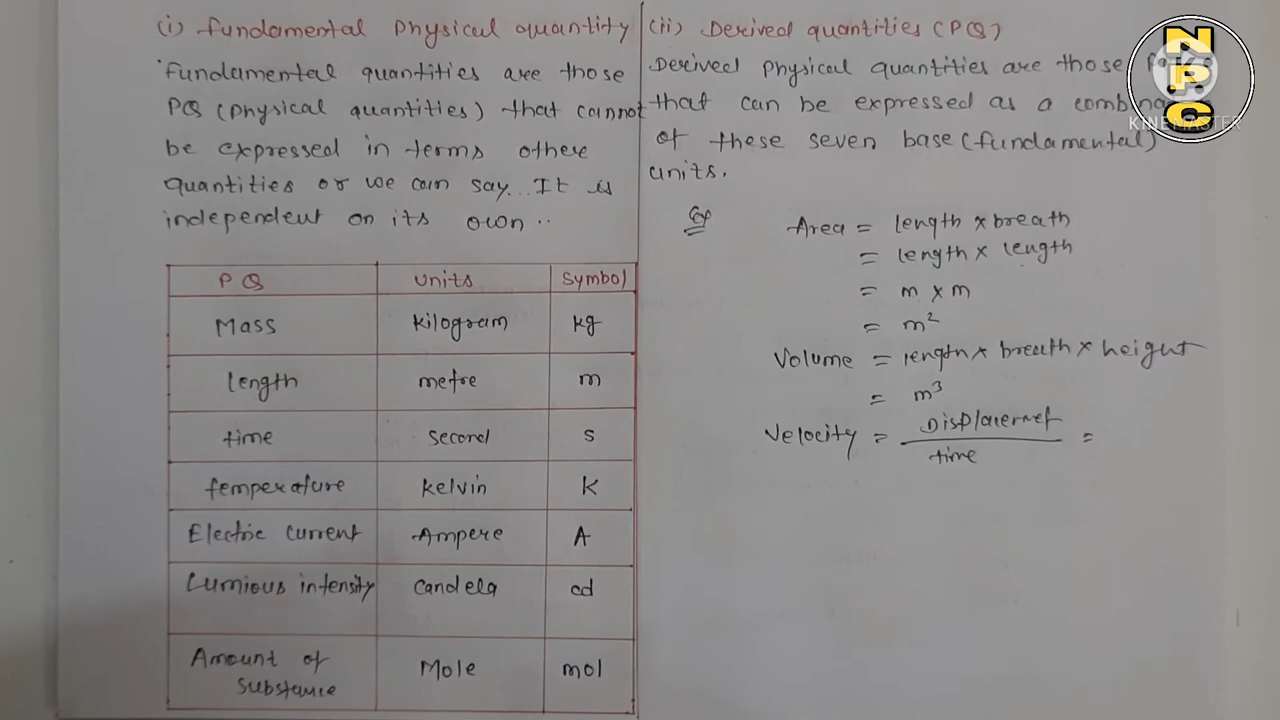 (i) Fundamental Physical quantity
Fundamental quantities are those
PQ (Physical quantities) that cannot
be expressed in terms othere
quantities or we can say... It is
independent on its own ..
PQ Units Symbol
Mass Kilogram kg
length metre m
time Second s
temperature Kelvin K
Electric current Ampere A
Lumious intensity Candela cd
Amount of
substance Mole mol
(ii) Derived quantities (PQ)
Derived Physical quantities are those
that can be expressed as a
of these seven base (fundamental)
units.
Exp
Area = length × breath
= length × length
= m × m
= m²
Volume = length × breath × height
= m³
Velocity = Displacemet / time =
NPC
KINEMASTER